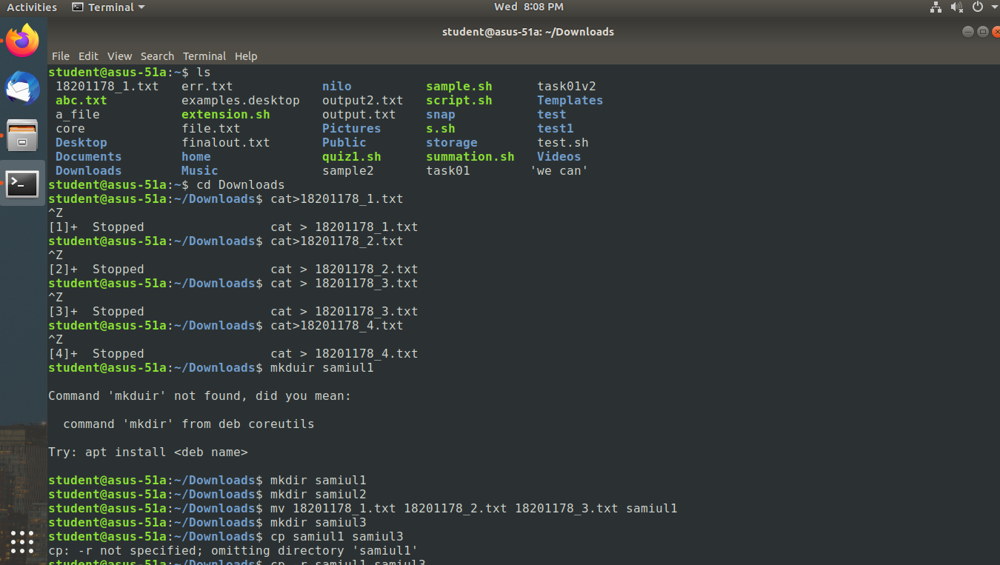 Activities Terminal Wed 8:08 PM
student@asus-51a: ~/Downloads
File Edit View Search Terminal Help
student@asus-51a:~$ ls
18201178_1.txt err.txt nilo sample.sh task01v2
abc.txt examples.desktop output2.txt script.sh Templates
a_file extension.sh output.txt snap test
core file.txt Pictures s.sh test1
Desktop finalout.txt Public storage test.sh
Documents home quiz1.sh summation.sh Videos
Downloads Music sample2 task01 'we can'
student@asus-51a:~$ cd Downloads
student@asus-51a:~/Downloads$ cat>18201178_1.txt
^Z
[1]+  Stopped                 cat > 18201178_1.txt
student@asus-51a:~/Downloads$ cat>18201178_2.txt
^Z
[2]+  Stopped                 cat > 18201178_2.txt
student@asus-51a:~/Downloads$ cat > 18201178_3.txt
^Z
[3]+  Stopped                 cat > 18201178_3.txt
student@asus-51a:~/Downloads$ cat>18201178_4.txt
^Z
[4]+  Stopped                 cat > 18201178_4.txt
student@asus-51a:~/Downloads$ mkduir samiul1
Command 'mkduir' not found, did you mean:
command 'mkdir' from deb coreutils
Try: apt install <deb name>
student@asus-51a:~/Downloads$ mkdir samiul1
student@asus-51a:~/Downloads$ mkdir samiul2
student@asus-51a:~/Downloads$ mv 18201178_1.txt 18201178_2.txt 18201178_3.txt samiul1
student@asus-51a:~/Downloads$ mkdir samiul3
student@asus-51a:~/Downloads$ cp samiul1 samiul3
cp: -r not specified; omitting directory 'samiul1'
student@asus-51a:~/Downloads$ cp -r samiul1 samiul3